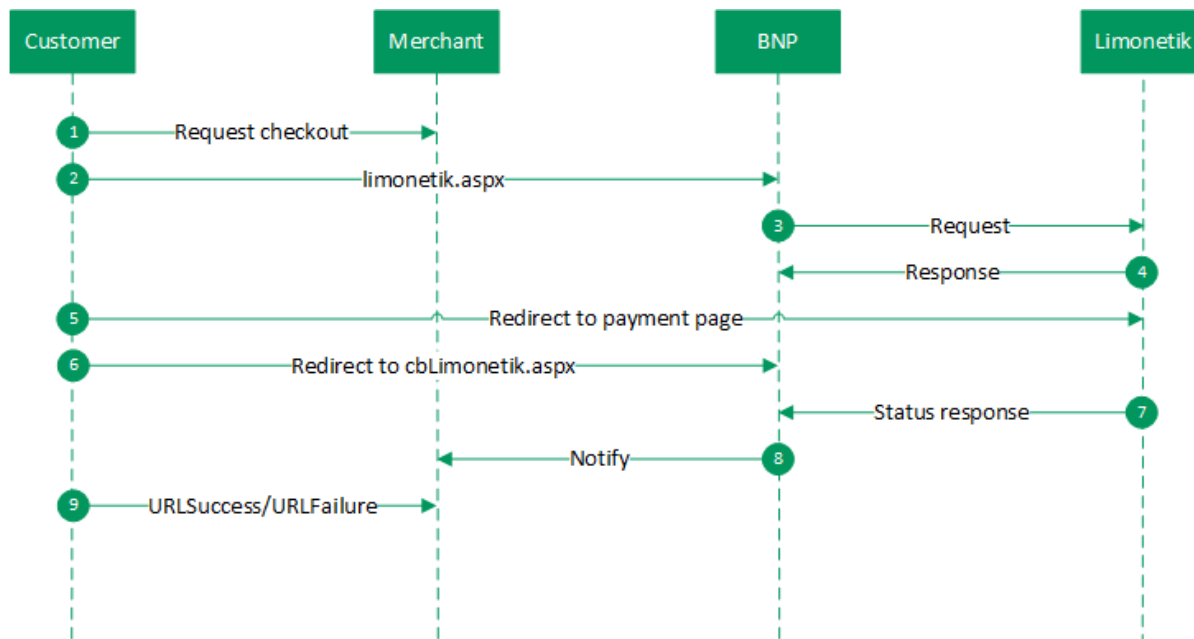 Customer Merchant BNP Limonetik
1 Request checkout
2 limonetik.aspx
3 Request
Response 4
5 Redirect to payment page
6 Redirect to cbLimonetik.aspx
Status response 7
Notify 8
9 URLSuccess/URLFailure